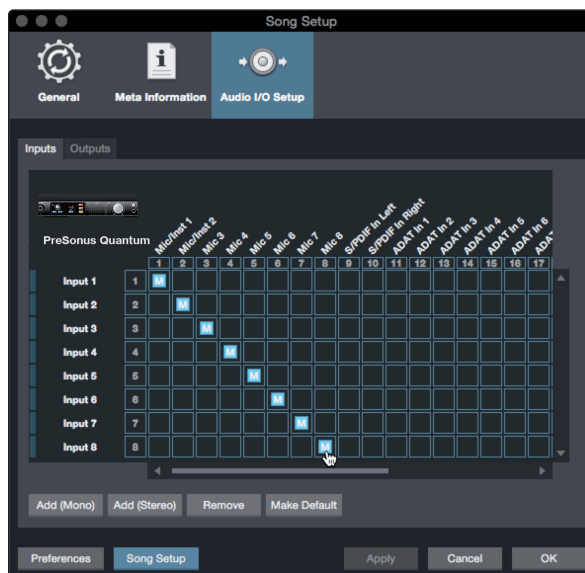 Song Setup
General
Meta Information
Audio I/O Setup
Inputs
Outputs
PreSonus Quantum
Mic/Inst 1
Mic/Inst2
Mic 3
Mic 4
Mic 5
Mic 6
Mic 7
Mic 8
S/PDIF In Left
S/PDIF In Right
ADAT In 1
ADAT In 2
ADAT In 3
ADAT In 4
ADAT In 5
ADAT In 6
ADAT
1 2 3 4 5 6 7 8 9 10 11 12 13 14 15 16 17
Input 1 1 M
Input 2 2 M
Input 3 3 M
Input 4 4 M
Input 5 5 M
Input 6 6 M
Input 7 7 M
Input 8 8 M
Add (Mono) Add (Stereo) Remove Make Default
Preferences Song Setup Apply Cancel OK